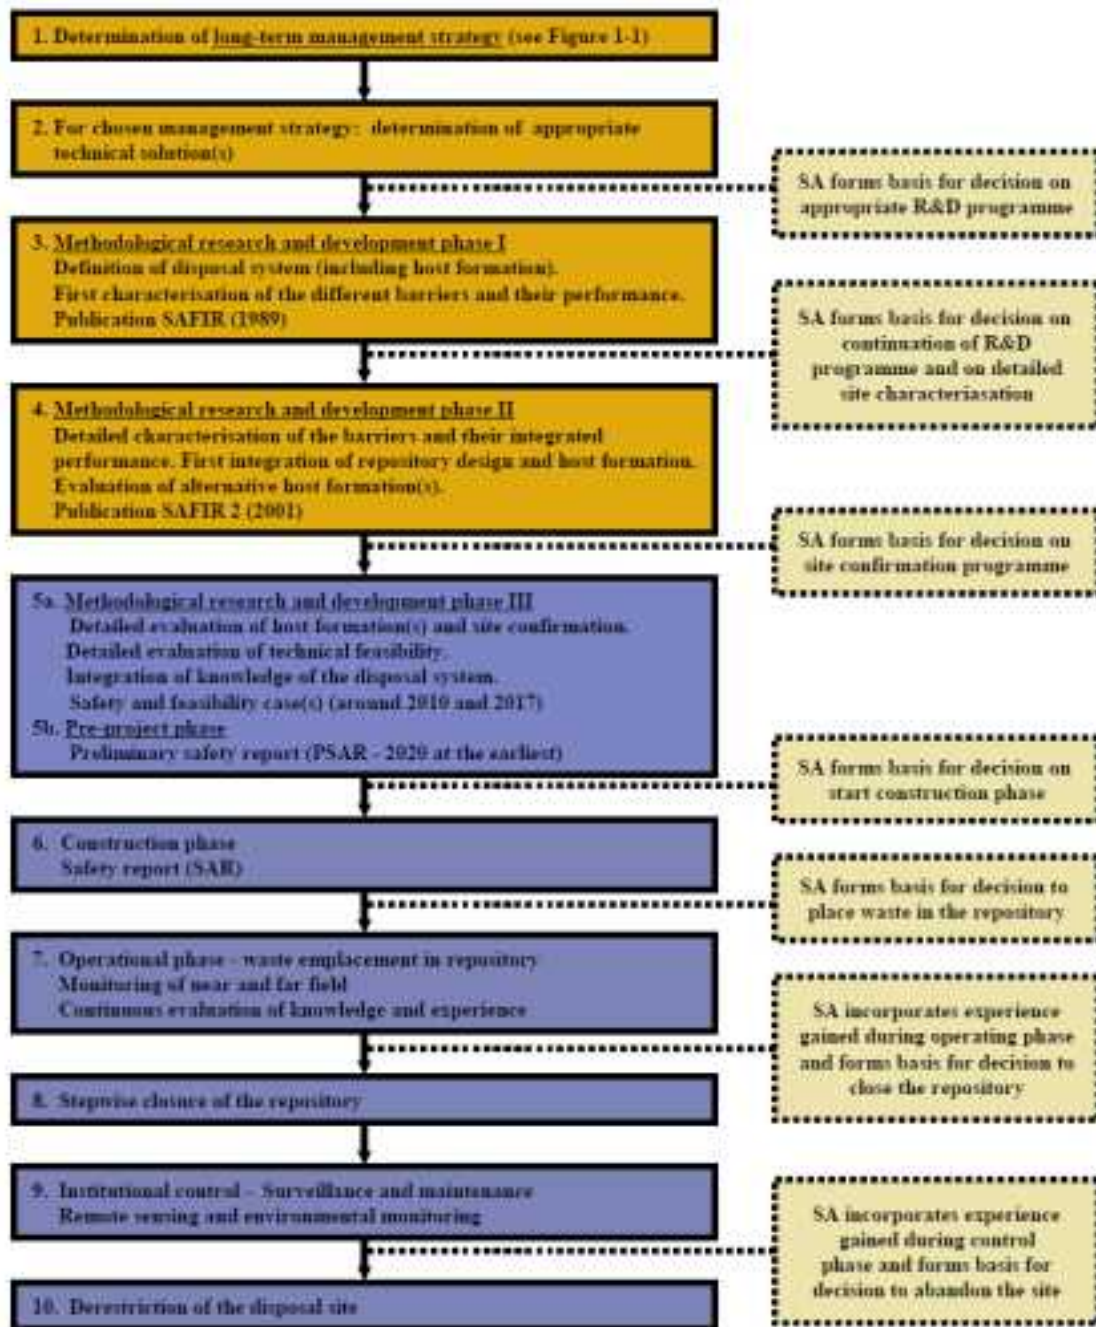 1. Determination of long-term management strategy (see Figure 1-1)
2. For chosen management strategy: determination of appropriate
technical solution(s)
SA forms basis for decision on
appropriate R&D programme
3. Methodological research and development phase I
Definition of disposal system (including host formation).
First characterisation of the different barriers and their performance.
Publication SAFIR (1989)
SA forms basis for decision on
continuation of R&D
programme and on detailed
site characteriasation
4. Methodological research and development phase II
Detailed characterisation of the barriers and their integrated
performance. First integration of repository design and host formation.
Evaluation of alternative host formation(s).
Publication SAFIR 2 (2001)
SA forms basis for decision on
site confirmation programme
5a. Methodological research and development phase III
Detailed evaluation of host formation(s) and site confirmation.
Detailed evaluation of technical feasibility.
Integration of knowledge of the disposal system.
Safety and feasibility case(s) (around 2010 and 2017)
5b. Pre-project phase
Preliminary safety report (PSAR - 2020 at the earliest)
SA forms basis for decision on
start construction phase
6. Construction phase
Safety report (SAR)
SA forms basis for decision to
place waste in the repository
7. Operational phase - waste emplacement in repository
Monitoring of near and far field
Continuous evaluation of knowledge and experience
SA incorporates experience
gained during operating phase
and forms basis for decision to
close the repository
8. Stepwise closure of the repository
9. Institutional control – Surveillance and maintenance
Remote sensing and environmental monitoring
SA incorporates experience
gained during control
phase and forms basis for
decision to abandon the site
10. Derestriction of the disposal site